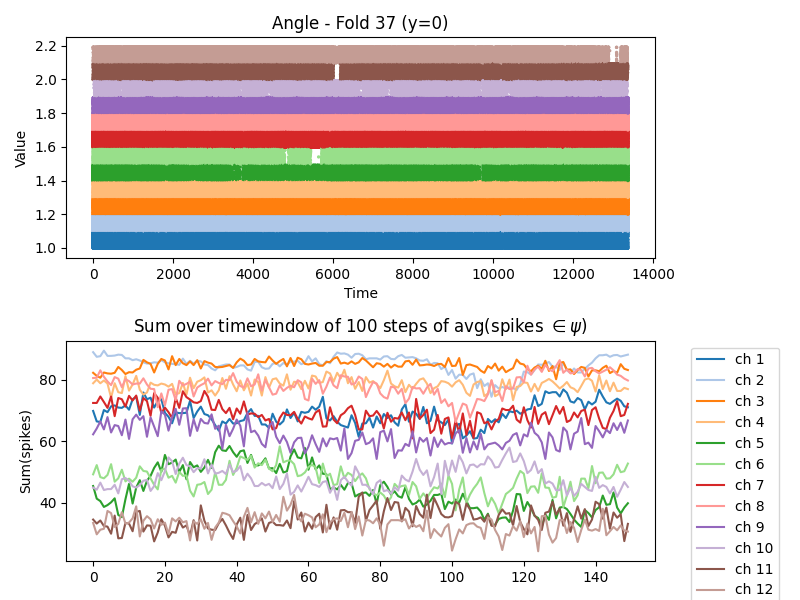 Angle - Fold 37 (y=0)
2.2
2.0
1.8
1.6
1.4
1.2
1.0
Value
0 2000 4000 6000 8000 10000 12000 14000
Time
Sum over timewindow of 100 steps of avg(spikes ∈ ψ)
80
60
40
Sum(spikes)
0 20 40 60 80 100 120 140
ch 1
ch 2
ch 3
ch 4
ch 5
ch 6
ch 7
ch 8
ch 9
ch 10
ch 11
ch 12